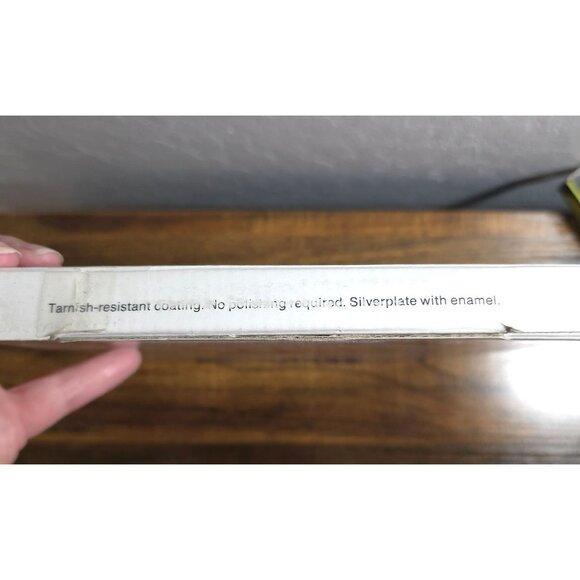 Tarnish-resistant coating. No polishing required. Silverplate with enamel.